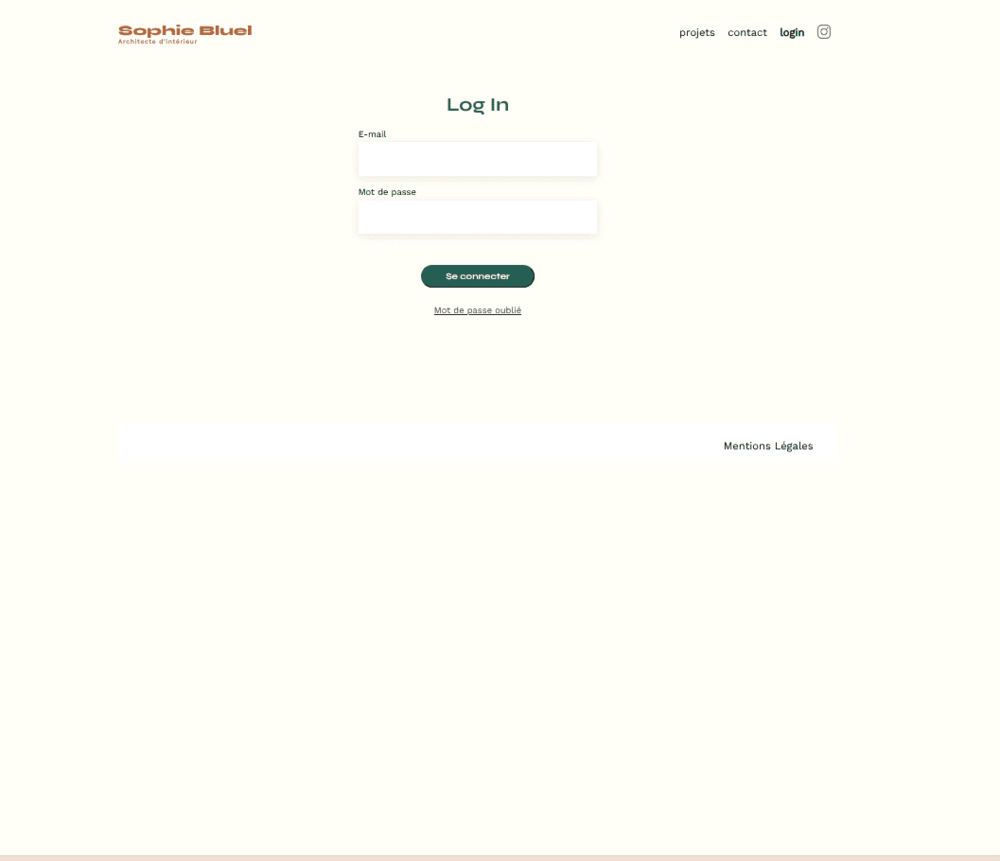 Sophie Bluel
Architecte d'intérieur
projets contact login
Log In
E-mail
Mot de passe
Se connecter
Mot de passe oublié
Mentions Légales